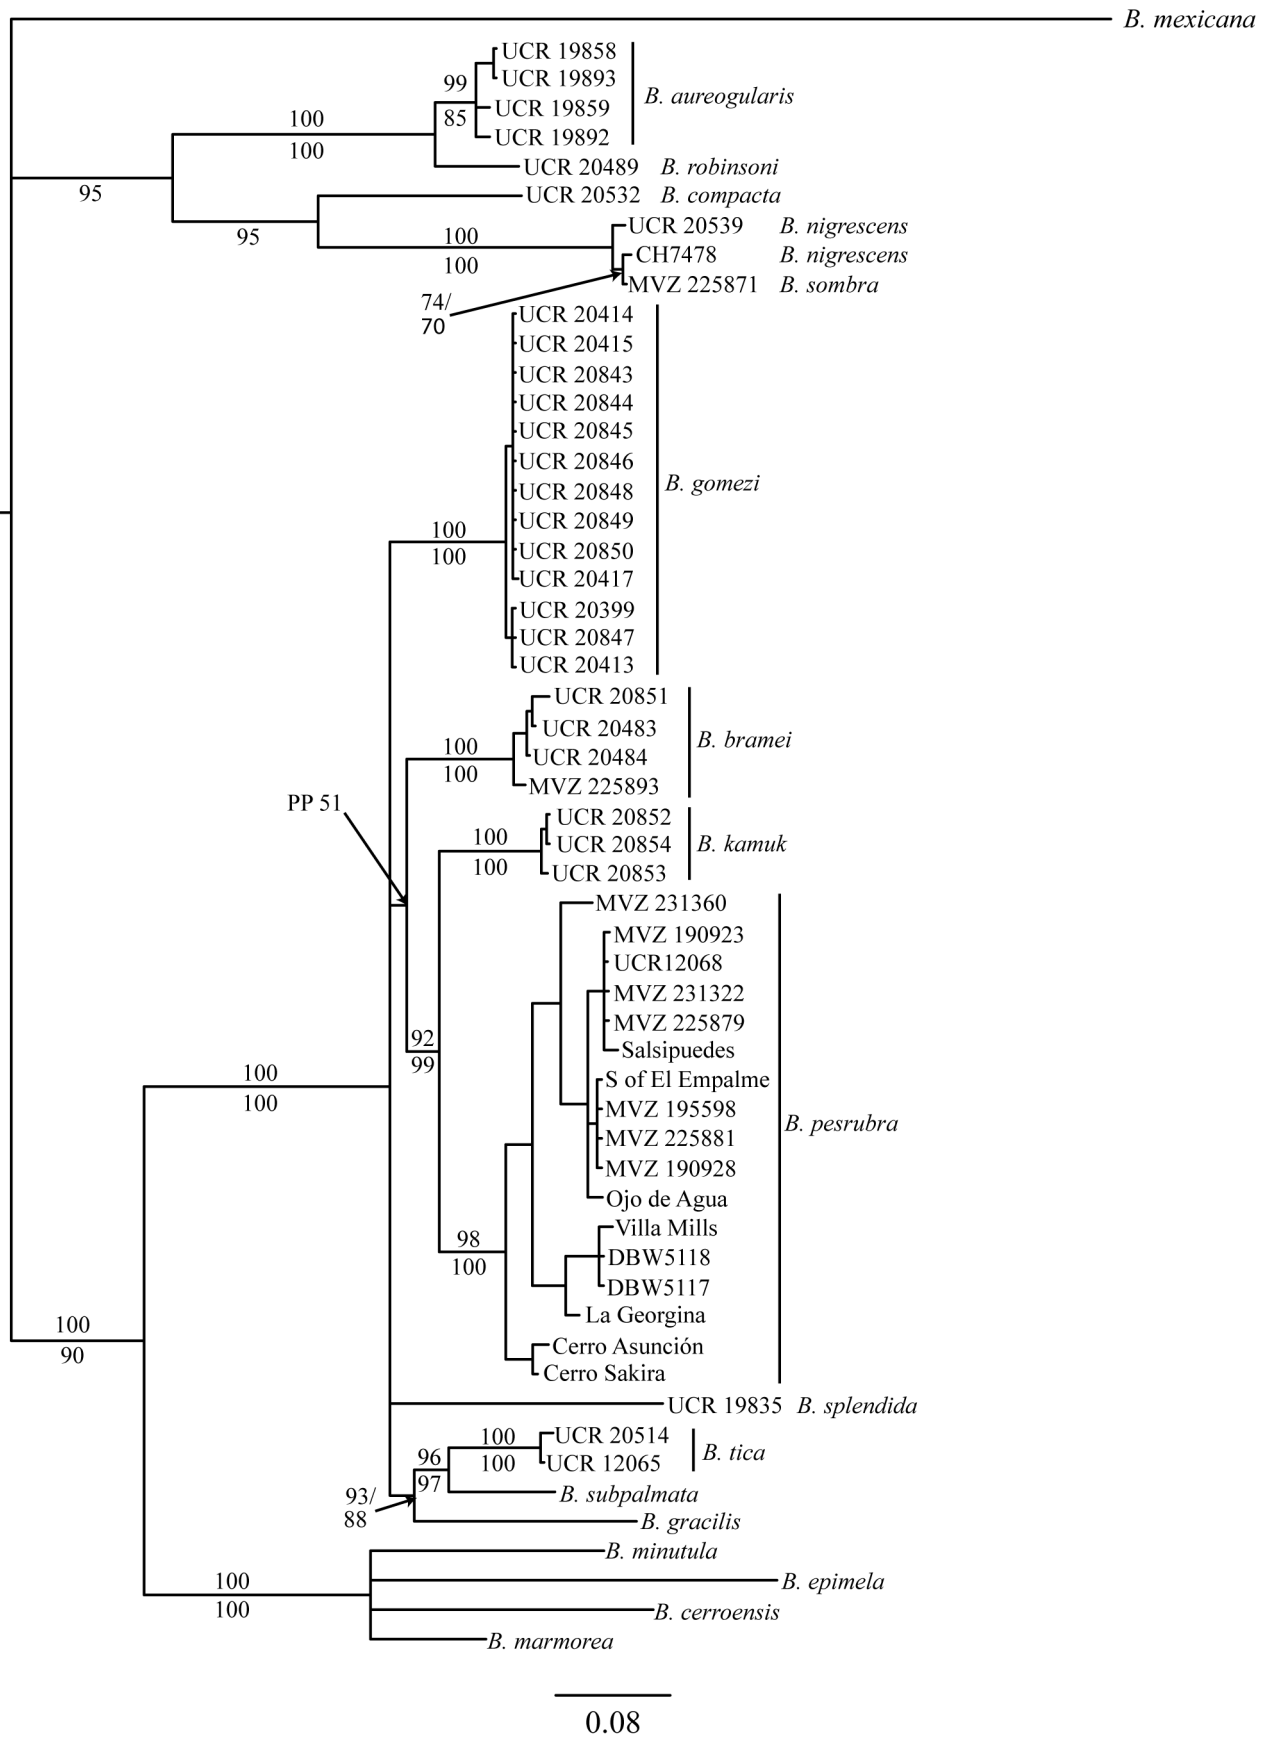 B. mexicana
UCR 19858
UCR 19893
99
B. aureogularis
UCR 19859
85
100
UCR 19892
100
UCR 20489 B. robinsoni
95
UCR 20532 B. compacta
UCR 20539 B. nigrescens
95
100
CH7478 B. nigrescens
100
MVZ 225871 B. sombra
74/
70
UCR 20414
UCR 20415
UCR 20843
UCR 20844
UCR 20845
UCR 20846
B. gomezi
UCR 20848
UCR 20849
100
UCR 20850
100
UCR 20417
UCR 20399
UCR 20847
UCR 20413
UCR 20851
UCR 20483
B. bramei
100
UCR 20484
100
MVZ 225893
PP 51
UCR 20852
100
UCR 20854
B. kamuk
100
UCR 20853
MVZ 231360
MVZ 190923
UCR12068
MVZ 231322
MVZ 225879
92
Salsipuedes
99
100
S of El Empalme
100
MVZ 195598
B. pesrubra
MVZ 225881
MVZ 190928
Ojo de Agua
Villa Mills
98
DBW5118
100
DBW5117
La Georgina
100
90
Cerro Asunción
Cerro Sakira
UCR 19835 B. splendida
100
UCR 20514
96
B. tica
100
UCR 12065
97
93/
88
B. subpalmata
B. gracilis
B. minutula
100
B. epimela
100
B. cerroensis
B. marmorea
0.08